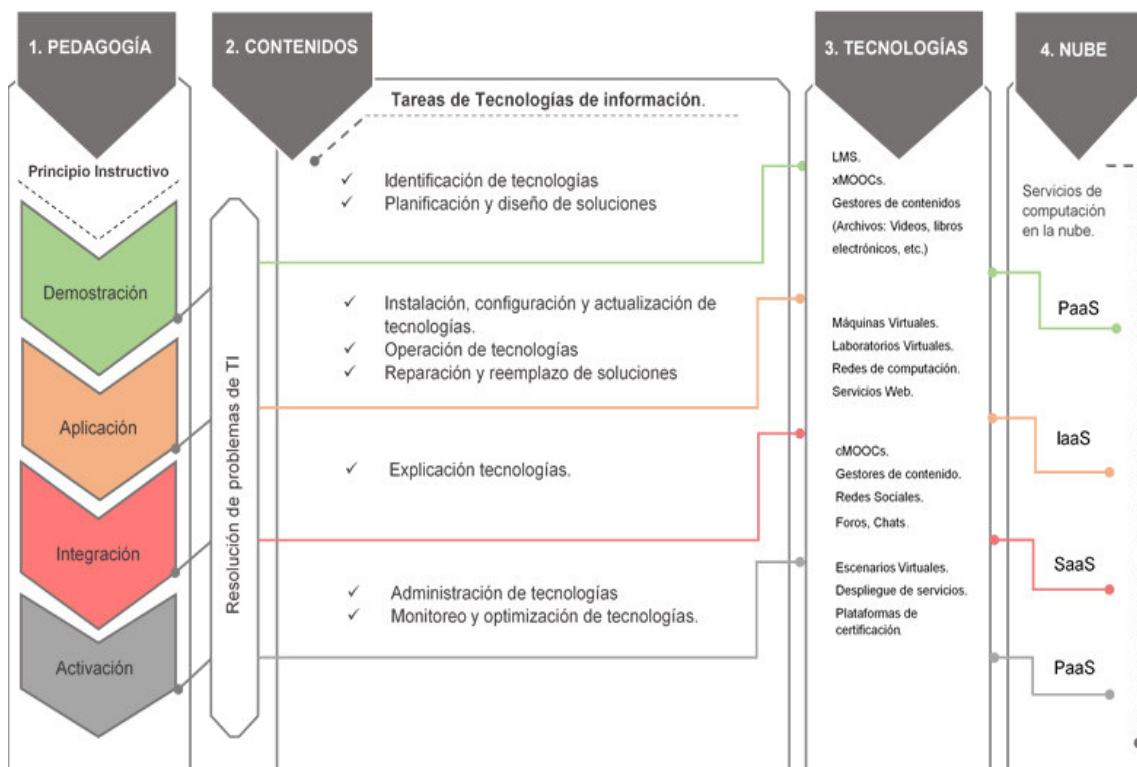 1. PEDAGOGÍA
Principio Instructivo
Demostración
Aplicación
Integración
Activación
2. CONTENIDOS
Resolución de problemas de TI
Tareas de Tecnologías de información.
✓ Identificación de tecnologías
✓ Planificación y diseño de soluciones
✓ Instalación, configuración y actualización de
tecnologías.
✓ Operación de tecnologías
✓ Reparación y reemplazo de soluciones
✓ Explicación tecnologías.
✓ Administración de tecnologías
✓ Monitoreo y optimización de tecnologías.
3. TECNOLOGÍAS
LMS.
xMOOCs.
Gestores de contenidos
(Archivos: Videos, libros
electrónicos, etc.)
Máquinas Virtuales.
Laboratorios Virtuales.
Redes de computación.
Servicios Web.
cMOOCs.
Gestores de contenido.
Redes Sociales.
Foros, Chats.
Escenarios Virtuales.
Despliegue de servicios.
Plataformas de
certificación.
4. NUBE
Servicios de
computación
en la nube.
PaaS
IaaS
SaaS
PaaS